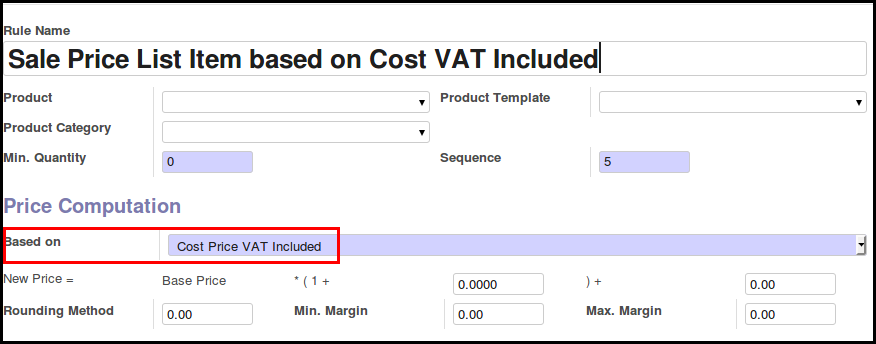 Rule Name
Sale Price List Item based on Cost VAT Included
Product Product Template
Product Category
Min. Quantity 0 Sequence 5
Price Computation
Based on Cost Price VAT Included
New Price = Base Price * ( 1 + 0.0000 ) + 0.00
Rounding Method 0.00 Min. Margin 0.00 Max. Margin 0.00